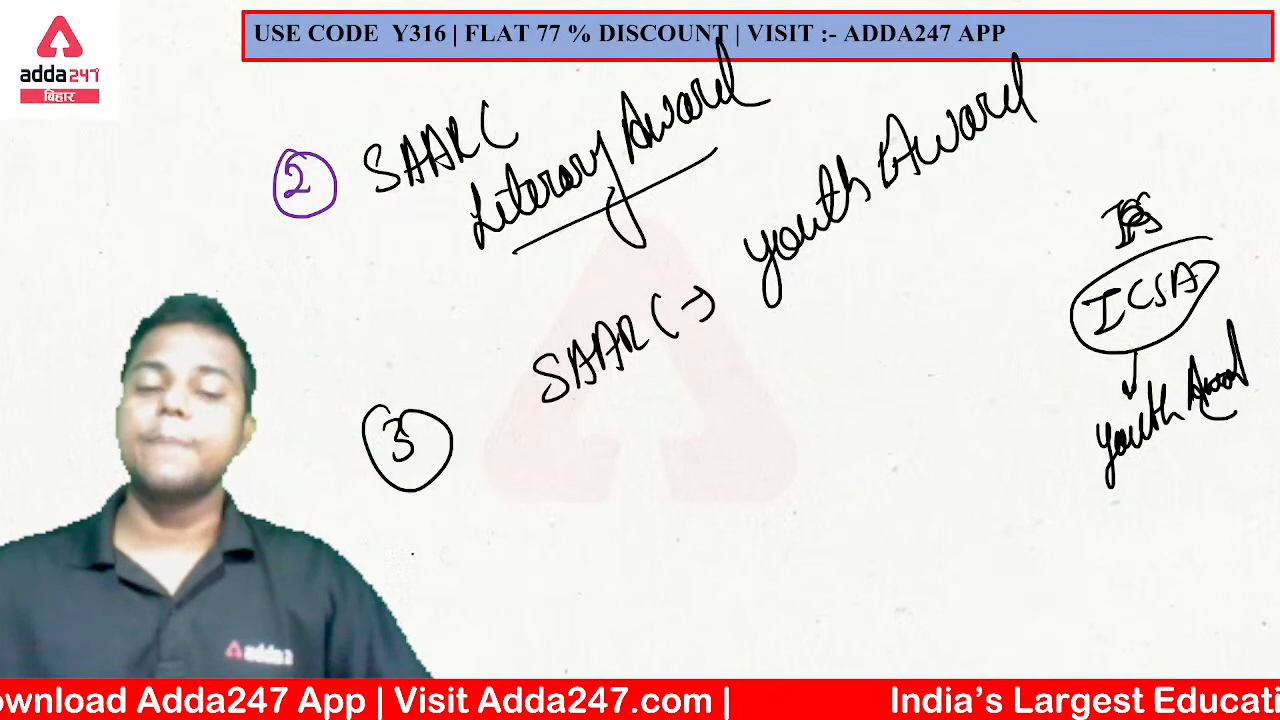 USE CODE Y316 | FLAT 77 % DISCOUNT | VISIT :- ADDA247 APP
adda247
बिहार
2
SAARC
Literary Award
SAARC → Youth Award
ICSA
Youth Award
3
adda2
ownload Adda247 App | Visit Adda247.com |
India's Largest Educati